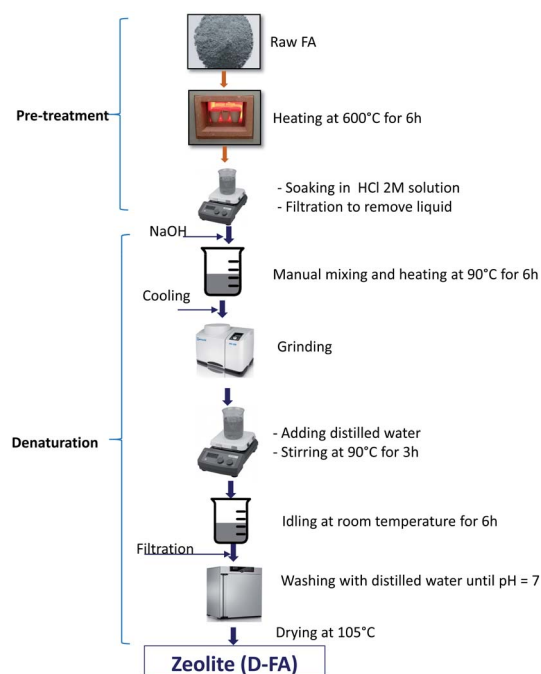 Raw FA
Pre-treatment
Heating at 600°C for 6h
- Soaking in HCl 2M solution
- Filtration to remove liquid
NaOH
Manual mixing and heating at 90°C for 6h
Cooling
Grinding
Denaturation
- Adding distilled water
- Stirring at 90°C for 3h
Idling at room temperature for 6h
Filtration
Washing with distilled water until pH = 7
Drying at 105°C
Zeolite (D-FA)